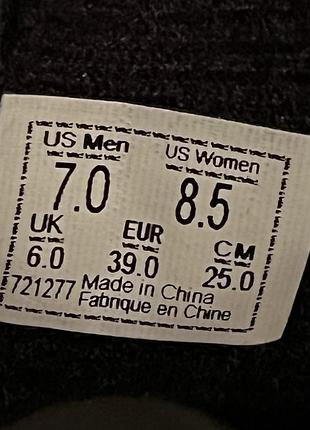 US Men US Women
7.0 8.5
UK EUR CM
6.0 39.0 25.0
721277 Made in China
Fabrique en Chine